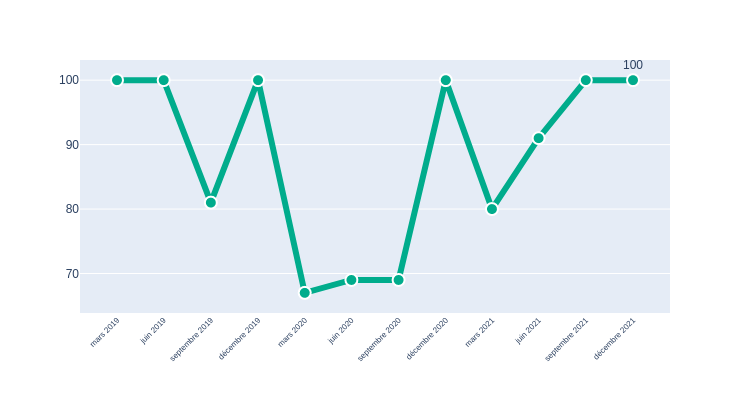 100
100
90
80
70
mars 2019
juin 2019
septembre 2019
décembre 2019
mars 2020
juin 2020
septembre 2020
décembre 2020
mars 2021
juin 2021
septembre 2021
décembre 2021